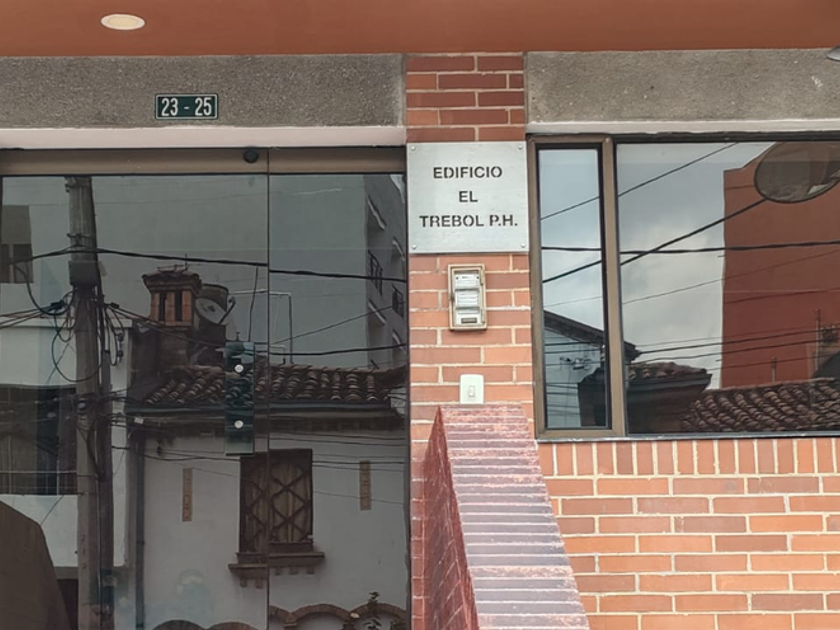 23 - 25
EDIFICIO
EL
TREBOL P.H.